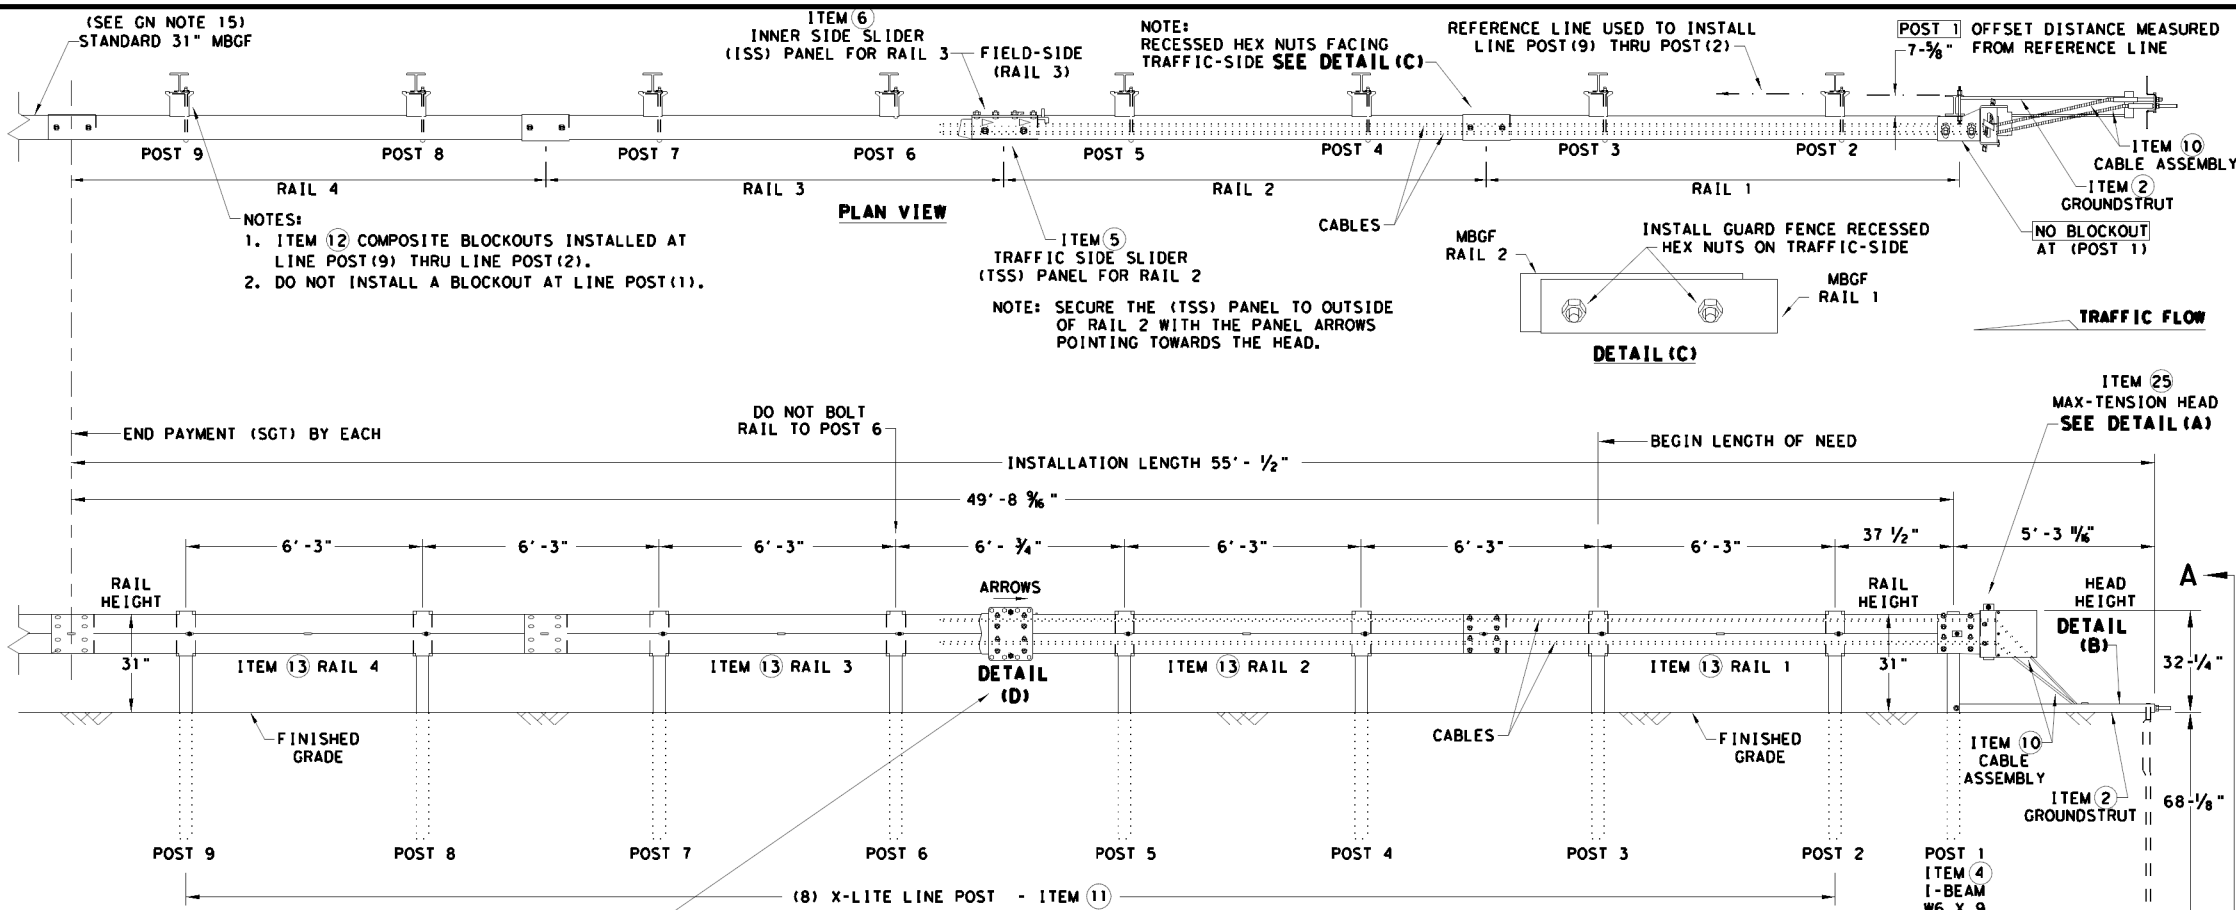 (SEE GN NOTE 15)
STANDARD 31" MBGF
ITEM 6
INNER SIDE SLIDER
(ISS) PANEL FOR RAIL 3
FIELD-SIDE
(RAIL 3)
NOTE:
RECESSED HEX NUTS FACING
TRAFFIC-SIDE SEE DETAIL(C)
REFERENCE LINE USED TO INSTALL
LINE POST(9) THRU POST(2)
POST 1 OFFSET DISTANCE MEASURED
7-5/8" FROM REFERENCE LINE
POST 9
POST 8
POST 7
POST 6
POST 5
POST 4
POST 3
POST 2
ITEM 10
CABLE ASSEMBLY
RAIL 4
RAIL 3
RAIL 2
RAIL 1
ITEM 2
GROUNDSTRUT
PLAN VIEW
CABLES
NO BLOCKOUT
AT (POST 1)
NOTES:
1. ITEM 12 COMPOSITE BLOCKOUTS INSTALLED AT
LINE POST(9) THRU LINE POST(2).
2. DO NOT INSTALL A BLOCKOUT AT LINE POST(1).
ITEM 5
TRAFFIC SIDE SLIDER
(TSS) PANEL FOR RAIL 2
NOTE: SECURE THE (TSS) PANEL TO OUTSIDE
OF RAIL 2 WITH THE PANEL ARROWS
POINTING TOWARDS THE HEAD.
MBGF
RAIL 2
INSTALL GUARD FENCE RECESSED
HEX NUTS ON TRAFFIC-SIDE
MBGF
RAIL 1
DETAIL(C)
TRAFFIC FLOW
ITEM 25
MAX-TENSION HEAD
SEE DETAIL(A)
DO NOT BOLT
RAIL TO POST 6
END PAYMENT (SGT) BY EACH
BEGIN LENGTH OF NEED
INSTALLATION LENGTH 55'- 1/2"
49'-8 9/16"
6'-3"
6'-3"
6'-3"
6'- 3/4"
6'-3"
6'-3"
6'-3"
37 1/2"
5'-3 11/16"
A
RAIL
HEIGHT
31"
ARROWS
RAIL
HEIGHT
31"
HEAD
HEIGHT
DETAIL
(B)
32-1/4"
ITEM 13 RAIL 4
ITEM 13 RAIL 3
DETAIL
(D)
ITEM 13 RAIL 2
ITEM 13 RAIL 1
FINISHED
GRADE
CABLES
FINISHED
GRADE
ITEM 10
CABLE
ASSEMBLY
ITEM 2
GROUNDSTRUT
68-1/8"
POST 9
POST 8
POST 7
POST 6
POST 5
POST 4
POST 3
POST 2
POST 1
ITEM 4
I-BEAM
W6 X 9
(8) X-LITE LINE POST - ITEM 11